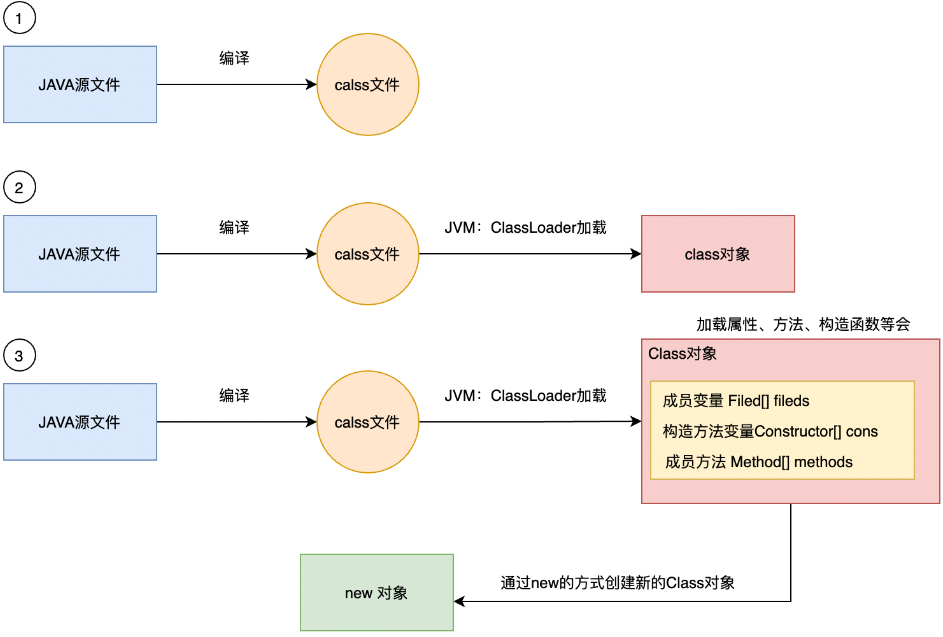 1
JAVA源文件
编译
calss文件
2
JAVA源文件
编译
calss文件
JVM：ClassLoader加载
class对象
3
JAVA源文件
编译
calss文件
JVM：ClassLoader加载
加载属性、方法、构造函数等会
Class对象
成员变量 Filed[] fileds
构造方法变量Constructor[] cons
成员方法 Method[] methods
通过new的方式创建新的Class对象
new 对象